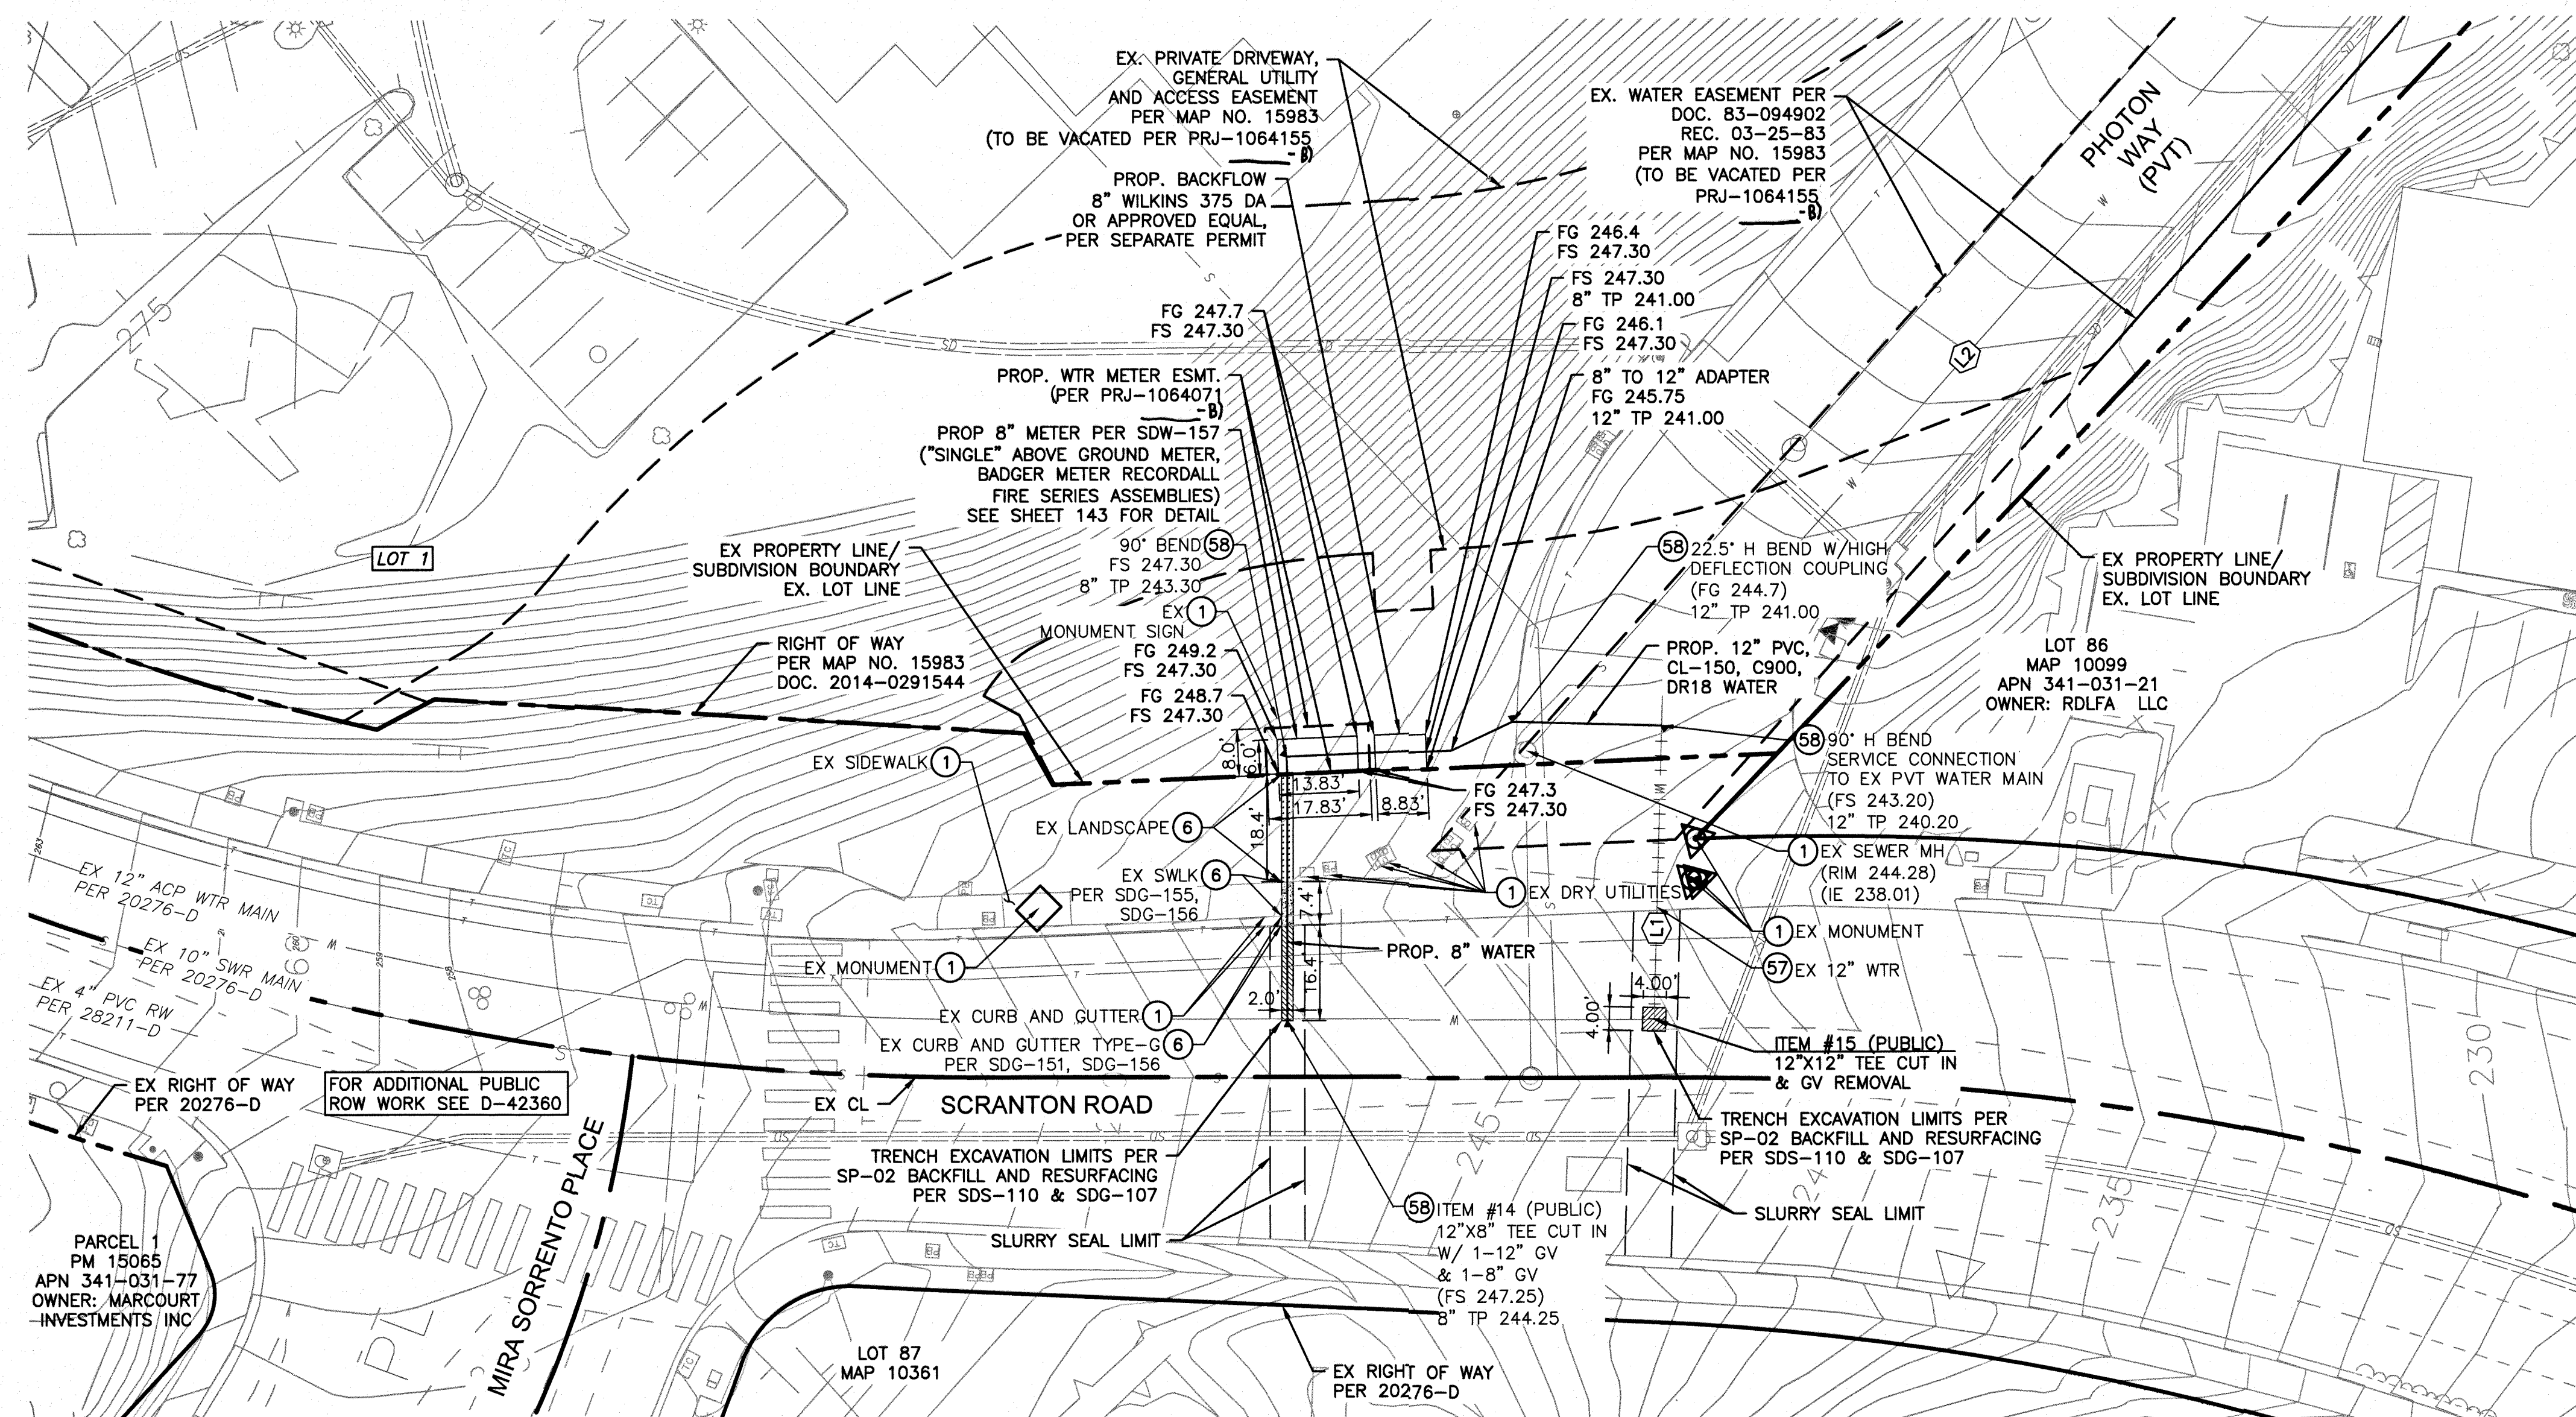 EX. PRIVATE DRIVEWAY,
GENERAL UTILITY
AND ACCESS EASEMENT
PER MAP NO. 15983
(TO BE VACATED PER PRJ-1064155
-B)
PROP. BACKFLOW
8" WILKINS 375 DA
OR APPROVED EQUAL,
PER SEPARATE PERMIT
EX. WATER EASEMENT PER
DOC. 83-094902
REC. 03-25-83
PER MAP NO. 15983
(TO BE VACATED PER
PRJ-1064155
-B)
PHOTON
WAY
(PVT)
FG 246.4
FS 247.30
FS 247.30
8" TP 241.00
FG 246.1
FS 247.30
8" TO 12" ADAPTER
FG 245.75
12" TP 241.00
FG 247.7
FS 247.30
PROP. WTR METER ESMT.
(PER PRJ-1064071
-B)
PROP 8" METER PER SDW-157
("SINGLE" ABOVE GROUND METER,
BADGER METER RECORDALL
FIRE SERIES ASSEMBLIES)
SEE SHEET 143 FOR DETAIL
90° BEND 58
FS 247.30
8" TP 243.30
EX 1
MONUMENT SIGN
FG 249.2
FS 247.30
FG 248.7
FS 247.30
275
LOT 1
L2
SD
SD
SD
SD
SD
EX PROPERTY LINE/
SUBDIVISION BOUNDARY
EX. LOT LINE
RIGHT OF WAY
PER MAP NO. 15983
DOC. 2014-0291544
58 22.5° H BEND W/HIGH
DEFLECTION COUPLING
(FG 244.7)
12" TP 241.00
PROP. 12" PVC,
CL-150, C900,
DR18 WATER
EX PROPERTY LINE/
SUBDIVISION BOUNDARY
EX. LOT LINE
LOT 86
MAP 10099
APN 341-031-21
OWNER: RDLFA LLC
58 90° H BEND
SERVICE CONNECTION
TO EX PVT WATER MAIN
(FS 243.20)
12" TP 240.20
1 EX SEWER MH
(RIM 244.28)
(IE 238.01)
1 EX MONUMENT
57 EX 12" WTR
EX SIDEWALK 1
8.0'
6.0'
13.83'
17.83'
8.83'
18.4'
FG 247.3
FS 247.30
EX LANDSCAPE 6
EX SWLK 6
PER SDG-155,
SDG-156
1 EX DRY UTILITIES
7.4'
16.4'
2.0'
PROP. 8" WATER
L1
4.00'
4.00'
EX MONUMENT 1
EX CURB AND GUTTER 1
EX CURB AND GUTTER TYPE-G 6
PER SDG-151, SDG-156
EX 12" ACP WTR MAIN
PER 20276-D
EX 10" SWR MAIN
PER 20276-D
EX 4" PVC RW
PER 28211-D
263
260
259
258
EX RIGHT OF WAY
PER 20276-D
FOR ADDITIONAL PUBLIC
ROW WORK SEE D-42360
EX CL
SCRANTON ROAD
MIRA SORRENTO PLACE
ITEM #15 (PUBLIC)
12"X12" TEE CUT IN
& GV REMOVAL
TRENCH EXCAVATION LIMITS PER
SP-02 BACKFILL AND RESURFACING
PER SDS-110 & SDG-107
TRENCH EXCAVATION LIMITS PER
SP-02 BACKFILL AND RESURFACING
PER SDS-110 & SDG-107
SLURRY SEAL LIMIT
SLURRY SEAL LIMIT
58 ITEM #14 (PUBLIC)
12"X8" TEE CUT IN
W/ 1-12" GV
& 1-8" GV
(FS 247.25)
8" TP 244.25
245
235
230
PARCEL 1
PM 15065
APN 341-031-77
OWNER: MARCOURT
INVESTMENTS INC
LOT 87
MAP 10361
EX RIGHT OF WAY
PER 20276-D